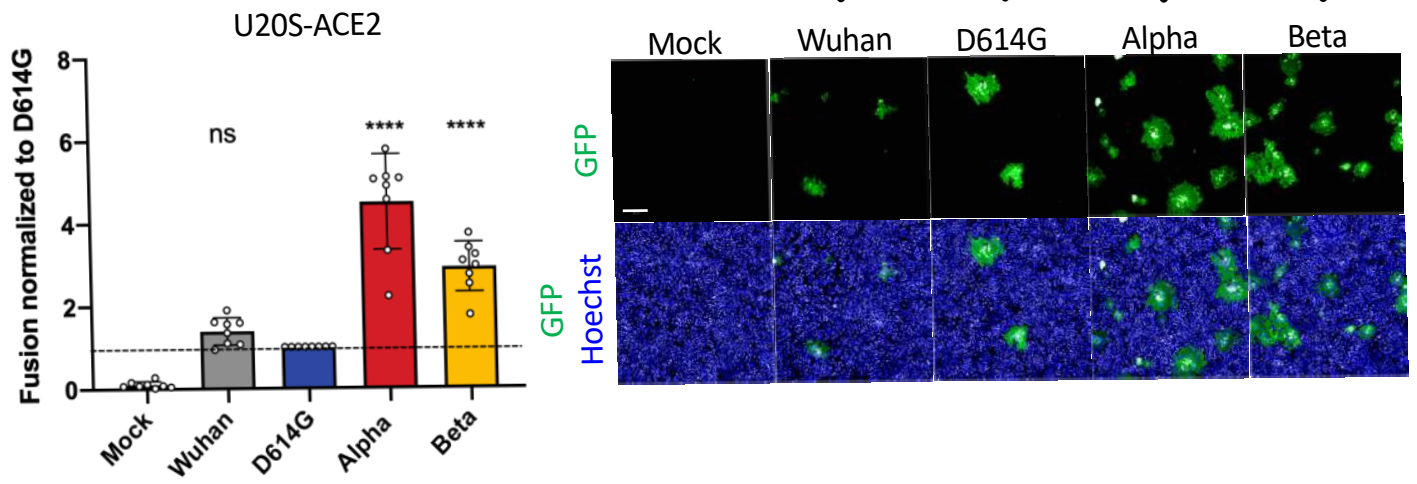 U20S-ACE2
Fusion normalized to D614G
8
6
4
2
0
ns
****
****
Mock
Wuhan
D614G
Alpha
Beta
Mock
Wuhan
D614G
Alpha
Beta
GFP
GFP
Hoechst